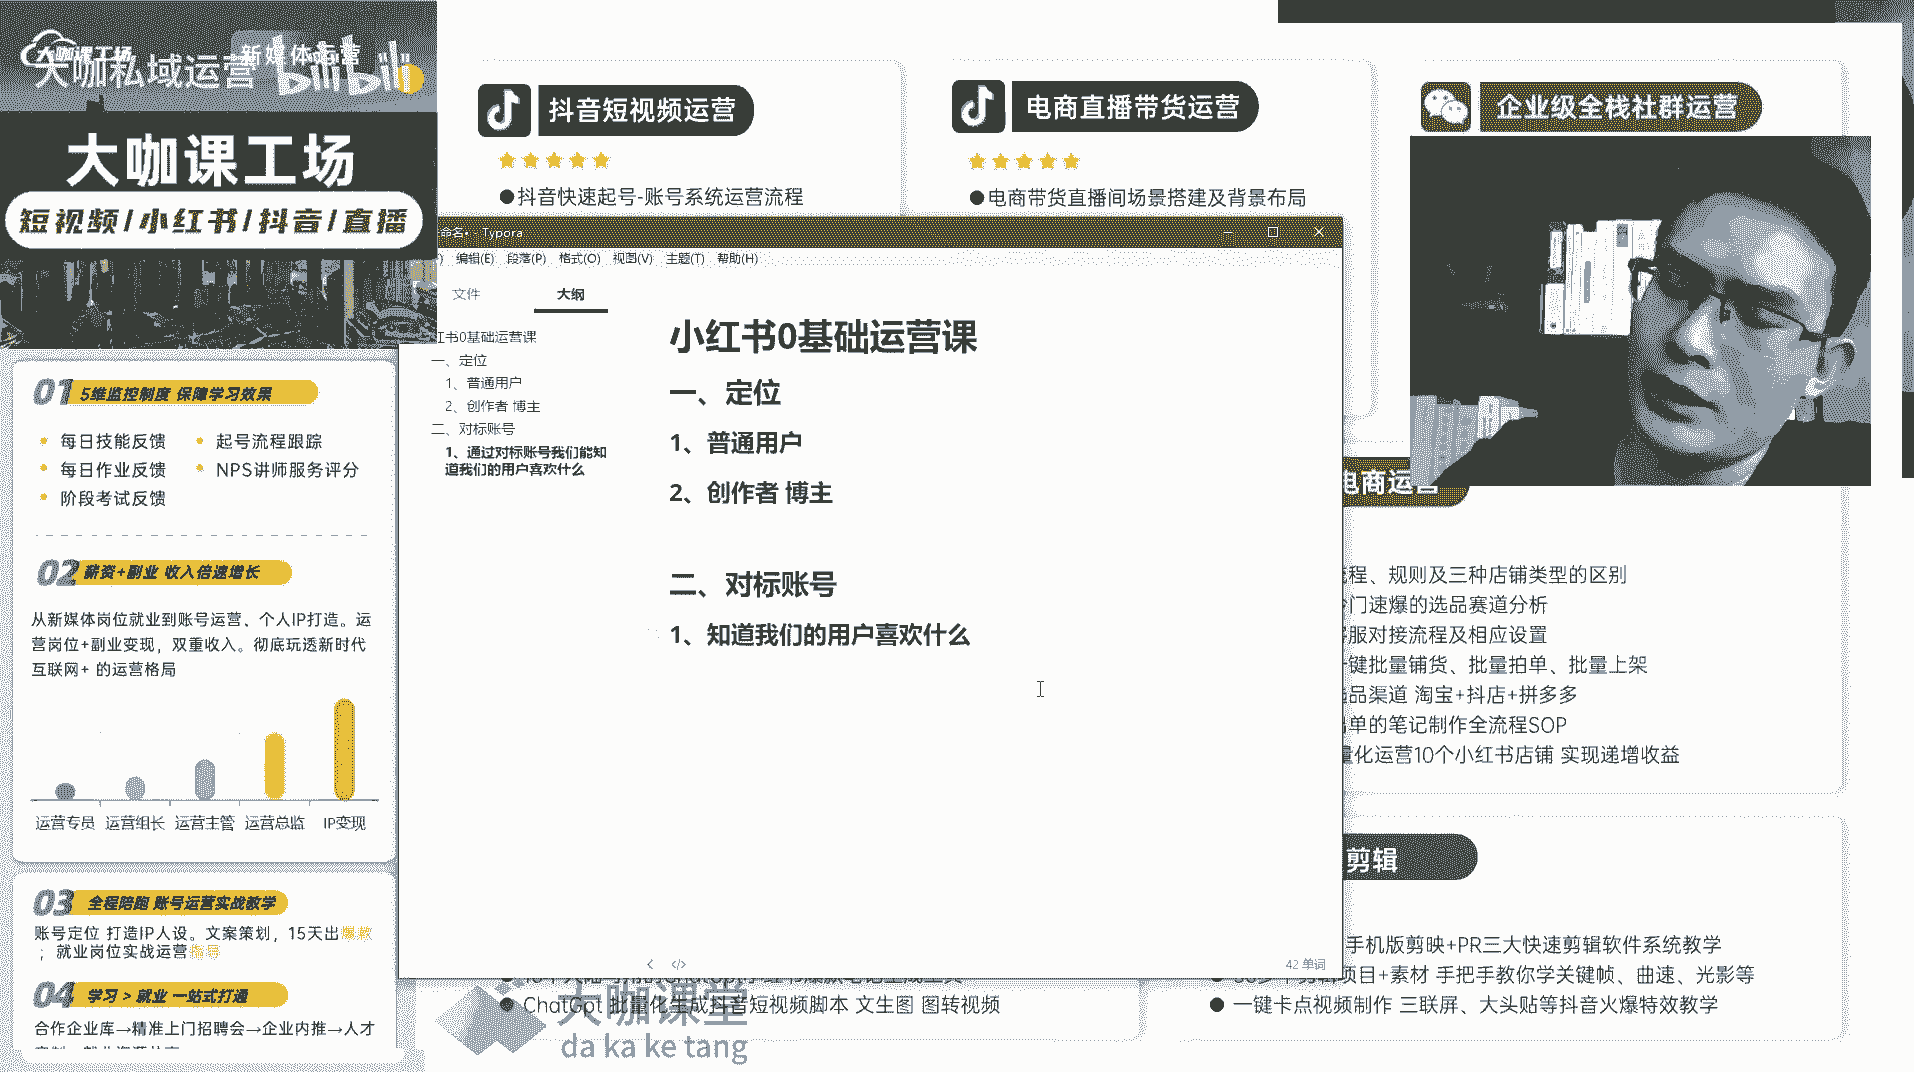 大咖课工场
新媒体运营
大咖私域运营
bilibili
大咖课工场
短视频/小红书/抖音/直播
01 5维监控制度 保障学习效果
每日技能反馈
起号流程跟踪
每日作业反馈
NPS讲师服务评分
阶段考试反馈
02 薪资+副业 收入倍速增长
从新媒体岗位就业到账号运营、个人IP打造。运
营岗位+副业变现，双重收入。彻底玩透新时代
互联网+ 的运营格局
运营专员 运营组长 运营主管 运营总监 IP变现
03 全程陪跑 账号运营实战教学
账号定位 打造IP人设。文案策划，15天出爆款
；就业岗位实战运营指导
04 学习 > 就业 一站式打通
合作企业库→精准上门招聘会→企业内推→人才
抖音短视频运营
●抖音快速起号-账号系统运营流程
电商直播带货运营
●电商带货直播间场景搭建及背景布局
企业级全栈社群运营
命名• - Typora
编辑(E) 段落(P) 格式(O) 视图(V) 主题(T) 帮助(H)
文件
大纲
红书0基础运营课
一、定位
1、普通用户
2、创作者 博主
二、对标账号
1、通过对标账号我们能知
道我们的用户喜欢什么
小红书0基础运营课
一、定位
1、普通用户
2、创作者 博主
二、对标账号
1、知道我们的用户喜欢什么
42 单词
电商运营
程、规则及三种店铺类型的区别
门速爆的选品赛道分析
服对接流程及相应设置
键批量铺货、批量拍单、批量上架
品渠道 淘宝+抖店+拼多多
单的笔记制作全流程SOP
量化运营10个小红书店铺 实现递增收益
剪辑
手机版剪映+PR三大快速剪辑软件系统教学
项目+素材 手把手教你学关键帧、曲速、光影等
● 一键卡点视频制作 三联屏、大头贴等抖音火爆特效教学
● ChatGpt 批量化生成抖音短视频脚本 文生图 图转视频
大咖课堂
da ka ke tang